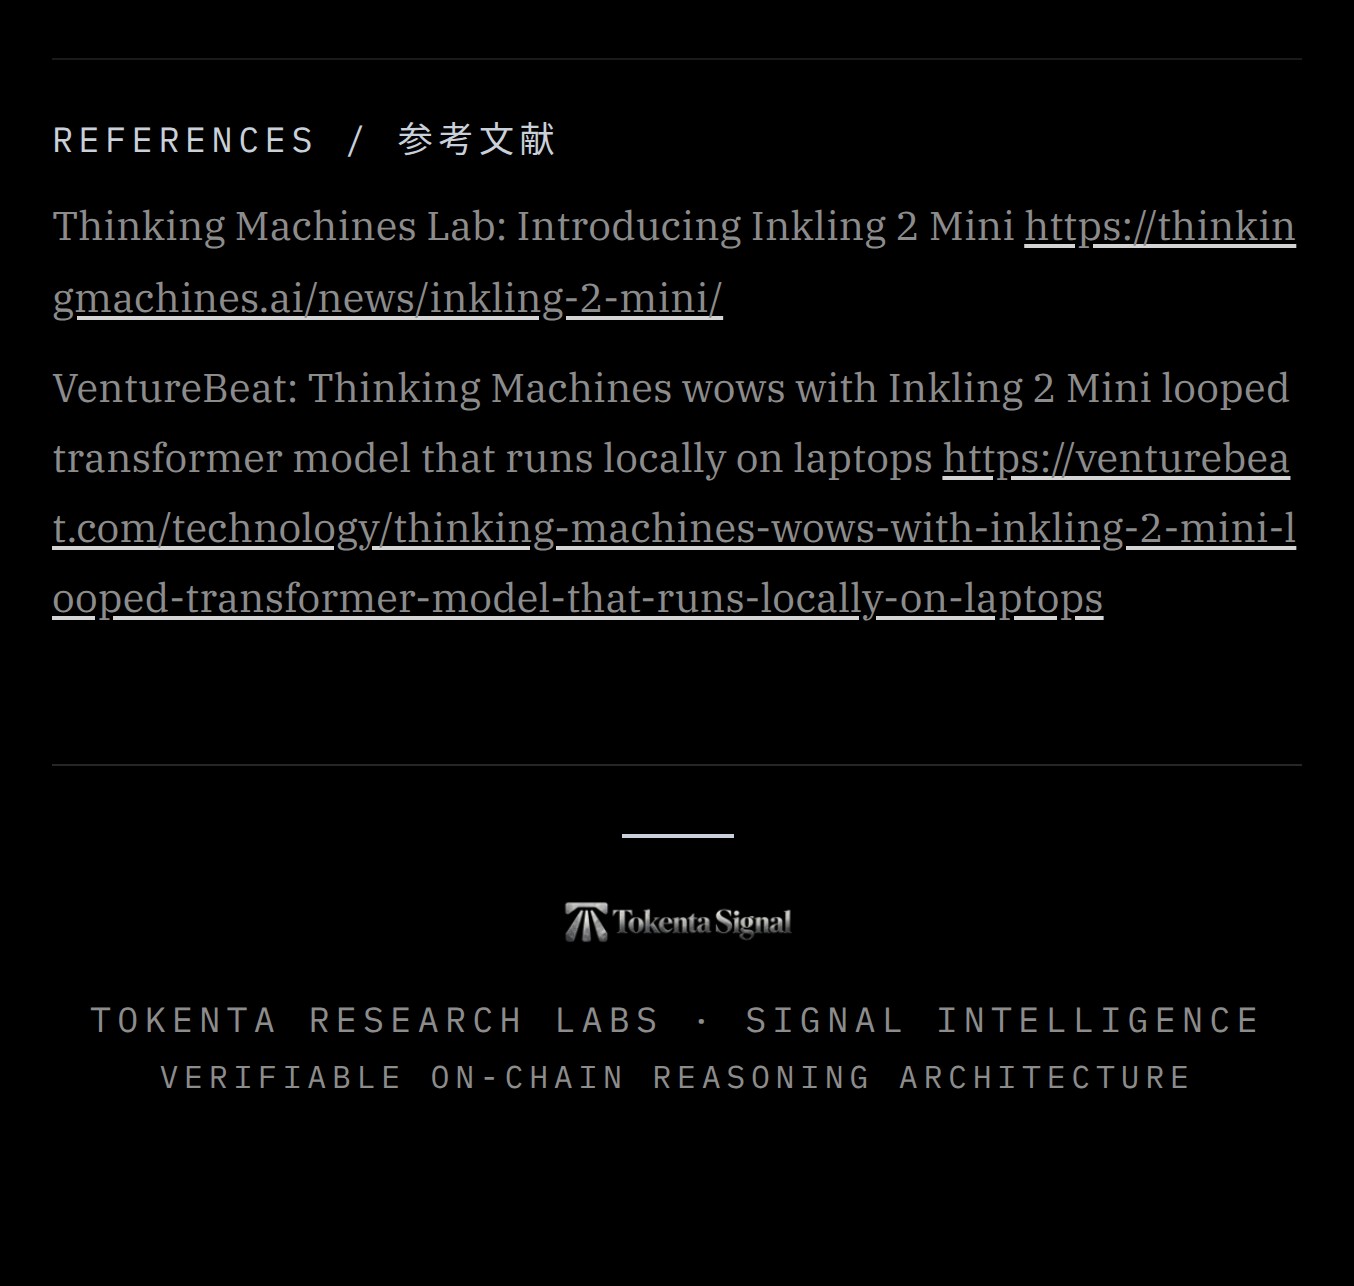 REFERENCES / 参考文献
Thinking Machines Lab: Introducing Inkling 2 Mini https://thinkin
gmachines.ai/news/inkling-2-mini/
VentureBeat: Thinking Machines wows with Inkling 2 Mini looped
transformer model that runs locally on laptops https://venturebea
t.com/technology/thinking-machines-wows-with-inkling-2-mini-l
ooped-transformer-model-that-runs-locally-on-laptops
Tokenta Signal
TOKENTA RESEARCH LABS · SIGNAL INTELLIGENCE
VERIFIABLE ON-CHAIN REASONING ARCHITECTURE